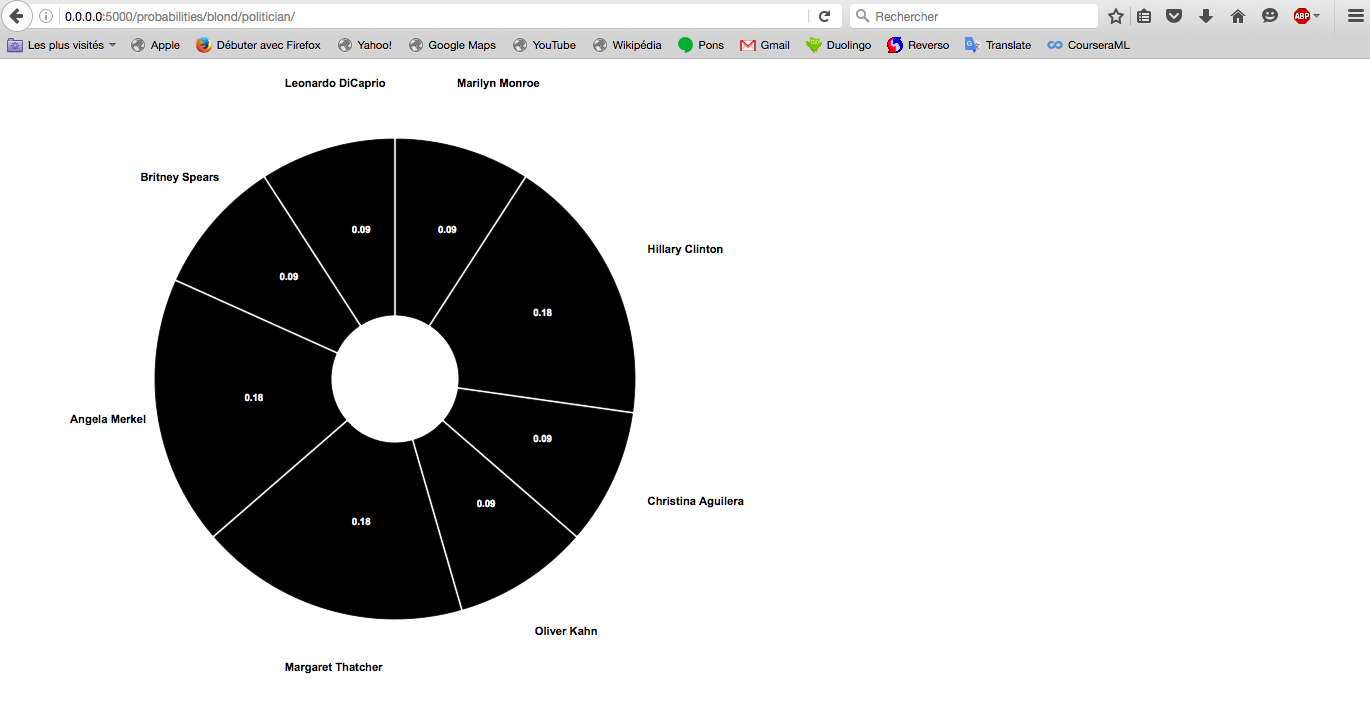 0.0.0.0:5000/probabilities/blond/politician/
Rechercher
ABP
Les plus visités
Apple
Débuter avec Firefox
Yahoo!
Google Maps
YouTube
Wikipédia
Pons
Gmail
Duolingo
Reverso
Translate
CourseraML
Leonardo DiCaprio
Marilyn Monroe
Britney Spears
0.09
0.09
Hillary Clinton
0.09
0.18
0.18
Angela Merkel
0.09
Christina Aguilera
0.09
0.18
Oliver Kahn
Margaret Thatcher